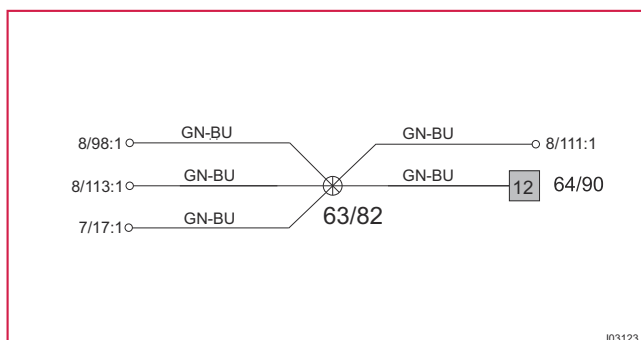 GN-BU GN-BU
8/98:1 8/111:1
GN-BU GN-BU
8/113:1 12 64/90
GN-BU 63/82
7/17:1
J03123